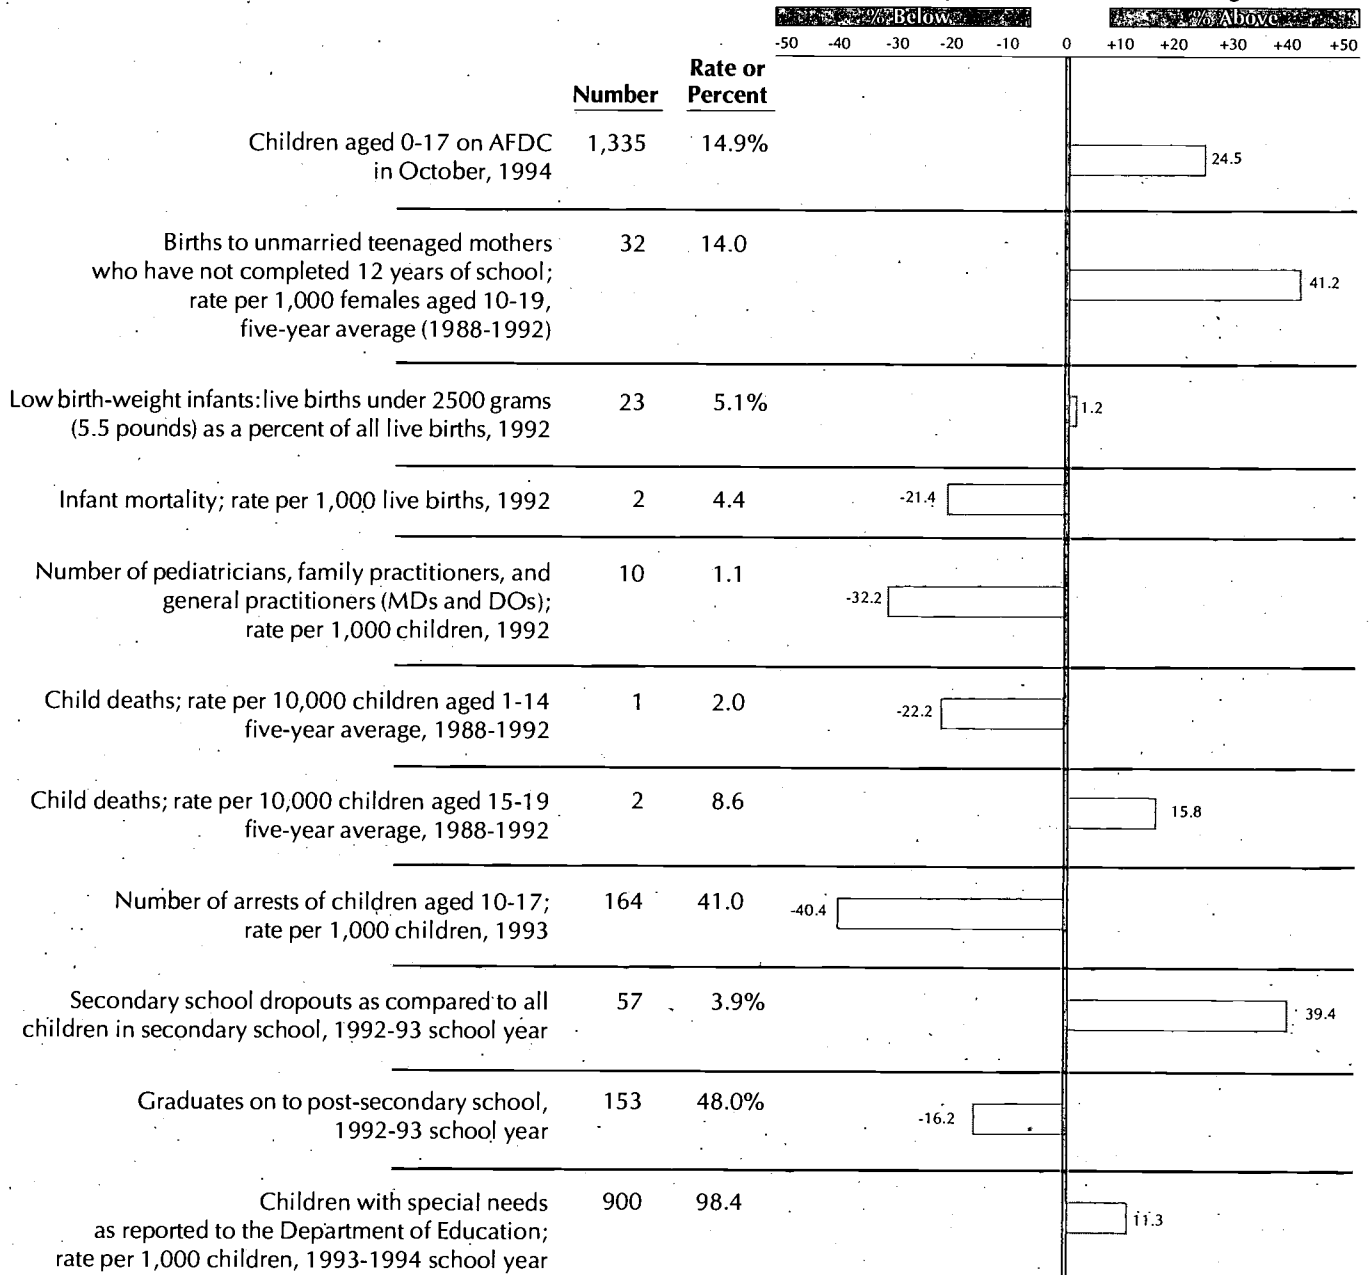 % Below % Above
-50 -40 -30 -20 -10 0 +10 +20 +30 +40 +50
Number Rate or Percent
Children aged 0-17 on AFDC 1,335 14.9%
in October, 1994
24.5
Births to unmarried teenaged mothers 32 14.0
who have not completed 12 years of school;
rate per 1,000 females aged 10-19,
five-year average (1988-1992)
41.2
Low birth-weight infants: live births under 2500 grams 23 5.1%
(5.5 pounds) as a percent of all live births, 1992
1.2
Infant mortality; rate per 1,000 live births, 1992 2 4.4 -21.4
Number of pediatricians, family practitioners, and 10 1.1
general practitioners (MDs and DOs);
rate per 1,000 children, 1992
-32.2
Child deaths; rate per 10,000 children aged 1-14 1 2.0
five-year average, 1988-1992
-22.2
Child deaths; rate per 10,000 children aged 15-19 2 8.6
five-year average, 1988-1992
15.8
Number of arrests of children aged 10-17; 164 41.0
rate per 1,000 children, 1993
-40.4
Secondary school dropouts as compared to all 57 3.9%
children in secondary school, 1992-93 school year
39.4
Graduates on to post-secondary school, 153 48.0%
1992-93 school year
-16.2
Children with special needs 900 98.4
as reported to the Department of Education;
rate per 1,000 children, 1993-1994 school year
11.3